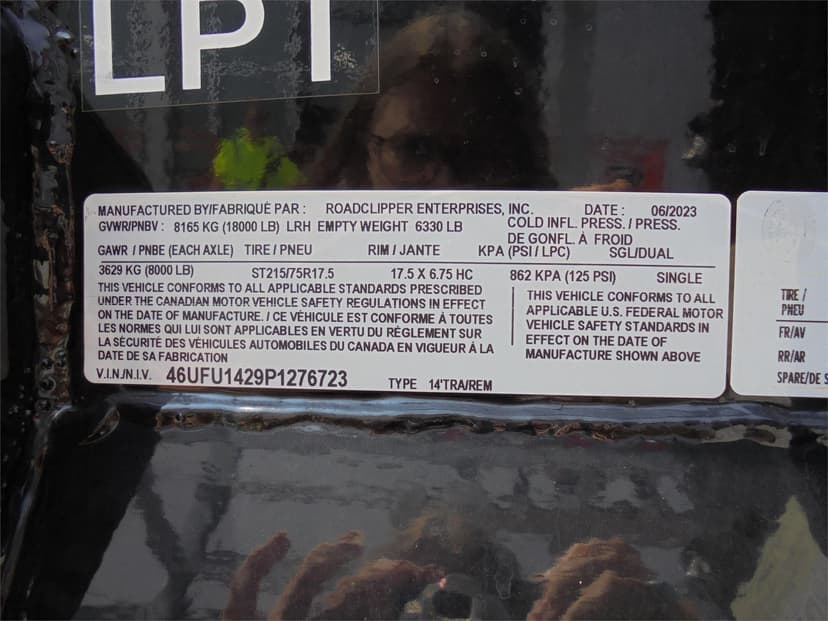 LPT
MANUFACTURED BY/FABRIQUÉ PAR : ROADCLIPPER ENTERPRISES, INC. DATE : 06/2023
GVWR/PNBV : 8165 KG (18000 LB) LRH EMPTY WEIGHT 6330 LB COLD INFL. PRESS. / PRESS.
DE GONFL. À FROID
GAWR / PNBE (EACH AXLE) TIRE / PNEU RIM / JANTE KPA (PSI / LPC) SGL/DUAL
3629 KG (8000 LB) ST215/75R17.5 17.5 X 6.75 HC 862 KPA (125 PSI) SINGLE
THIS VEHICLE CONFORMS TO ALL APPLICABLE STANDARDS PRESCRIBED
UNDER THE CANADIAN MOTOR VEHICLE SAFETY REGULATIONS IN EFFECT
ON THE DATE OF MANUFACTURE. / CE VÉHICULE EST CONFORME À TOUTES
LES NORMES QUI LUI SONT APPLICABLES EN VERTU DU RÉGLEMENT SUR
LA SÉCURITÉ DES VÉHICULES AUTOMOBILES DU CANADA EN VIGUEUR À LA
DATE DE SA FABRICATION
THIS VEHICLE CONFORMS TO ALL
APPLICABLE U.S. FEDERAL MOTOR
VEHICLE SAFETY STANDARDS IN
EFFECT ON THE DATE OF
MANUFACTURE SHOWN ABOVE
V.I.N./N.I.V. 46UFU1429P1276723 TYPE 14'TRA/REM
TIRE /
PNEU
FR/AV
RR/AR
SPARE/DE S